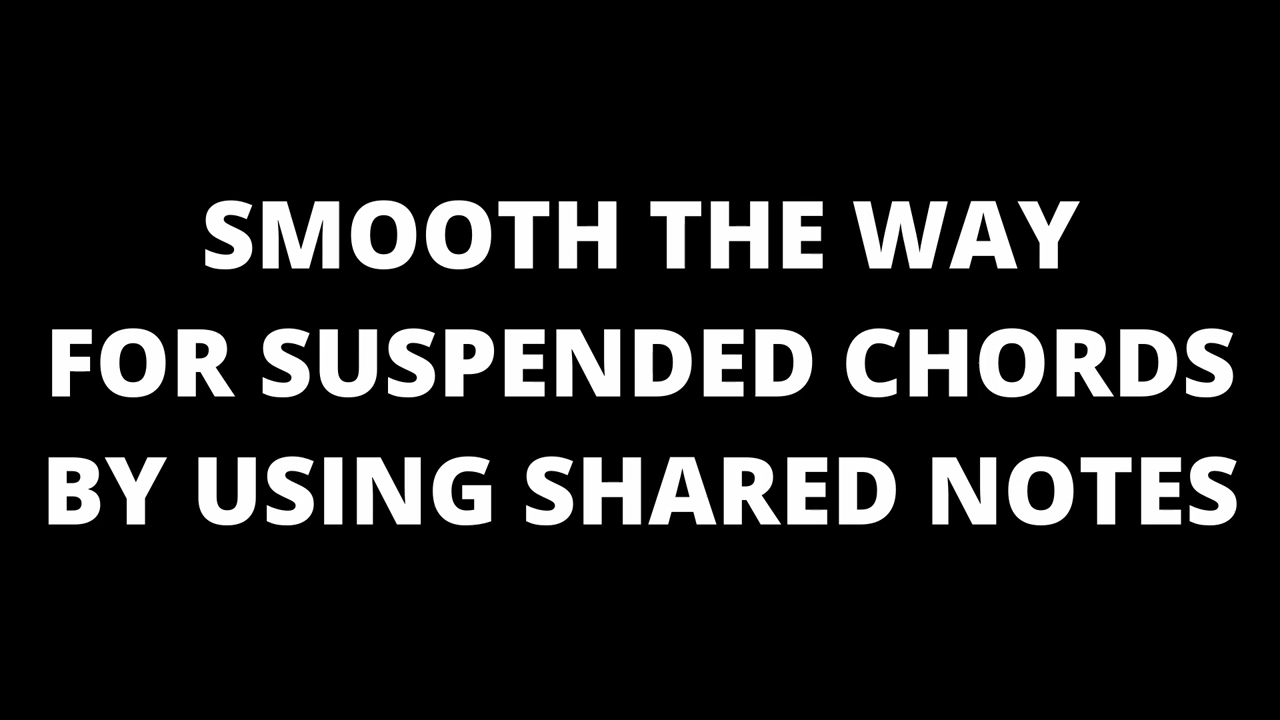 SMOOTH THE WAY
FOR SUSPENDED CHORDS
BY USING SHARED NOTES